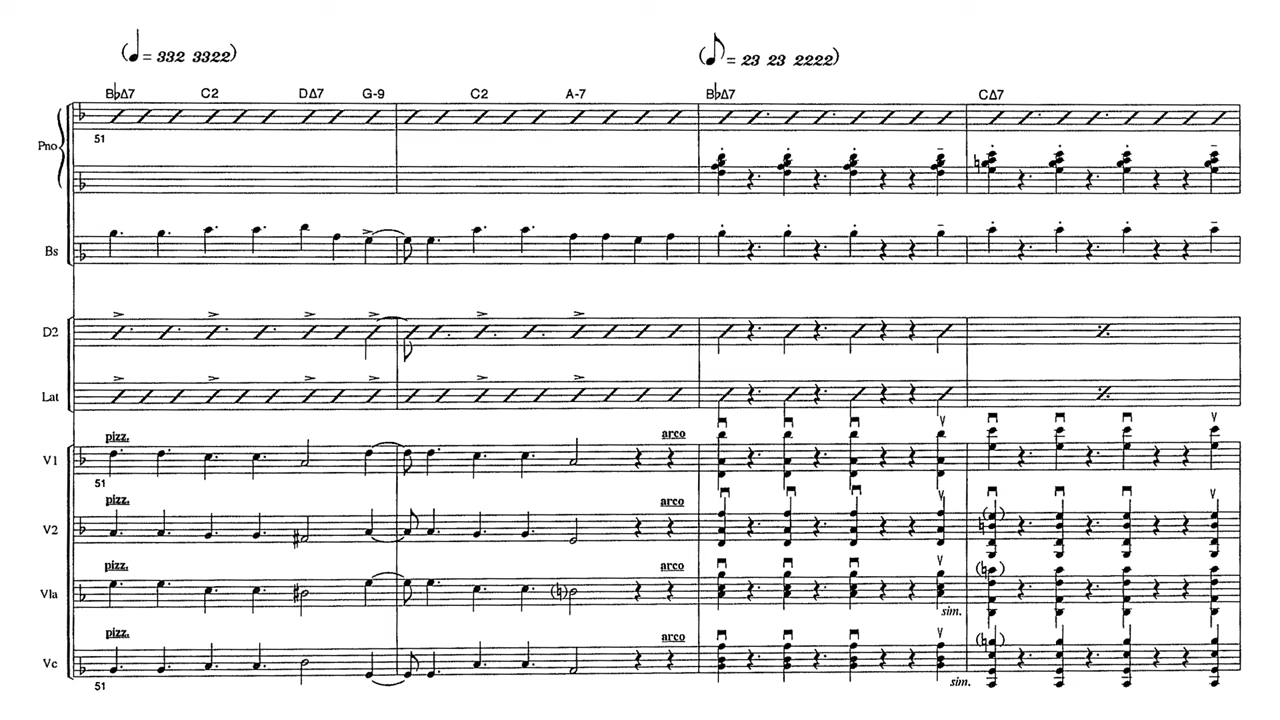 (♩= 332 3322) (♪= 23 23 2222)
B♭Δ7 C2 DΔ7 G-9 C2 A-7 B♭Δ7 CΔ7
51
Pno
Bs
D2
Lat
pizz. arco
V1
51
pizz. arco
V2
pizz. arco
Vla
sim.
pizz. arco
Vc
51 sim.